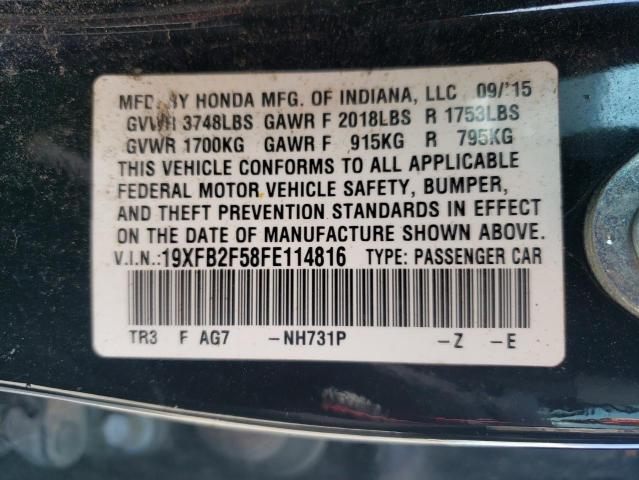 MFD. BY HONDA MFG. OF INDIANA, LLC 09/'15
GVWR 3748LBS GAWR F 2018LBS R 1753LBS
GVWR 1700KG GAWR F 915KG R 795KG
THIS VEHICLE CONFORMS TO ALL APPLICABLE
FEDERAL MOTOR VEHICLE SAFETY, BUMPER,
AND THEFT PREVENTION STANDARDS IN EFFECT
ON THE DATE OF MANUFACTURE SHOWN ABOVE.
V.I.N.:19XFB2F58FE114816 TYPE: PASSENGER CAR
TR3 F AG7 -NH731P -Z -E